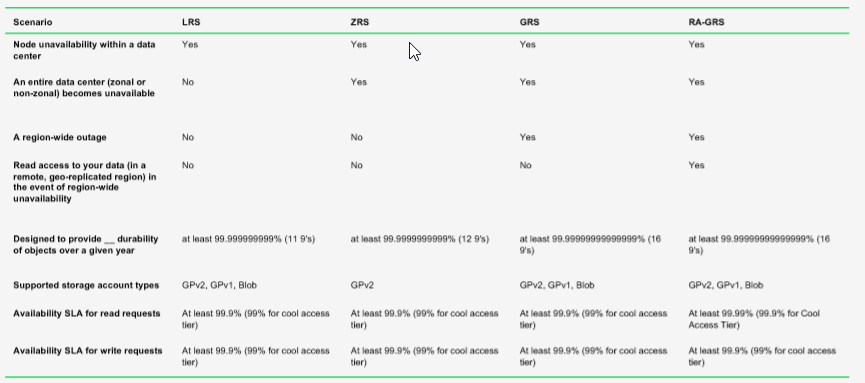 Scenario LRS ZRS GRS RA-GRS
Node unavailability within a data Yes Yes Yes Yes
center
An entire data center (zonal or No Yes Yes Yes
non-zonal) becomes unavailable
A region-wide outage No No Yes Yes
Read access to your data (in a No No No Yes
remote, geo-replicated region) in
the event of region-wide
unavailability
Designed to provide __ durability at least 99.999999999% (11 9's) at least 99.9999999999% (12 9's) at least 99.99999999999999% (16 at least 99.99999999999999% (16
of objects over a given year 9's) 9's)
Supported storage account types GPv2, GPv1, Blob GPv2 GPv2, GPv1, Blob GPv2, GPv1, Blob
Availability SLA for read requests At least 99.9% (99% for cool access At least 99.9% (99% for cool access At least 99.9% (99% for cool access At least 99.99% (99.9% for Cool
tier) tier) tier) Access Tier)
Availability SLA for write requests At least 99.9% (99% for cool access At least 99.9% (99% for cool access At least 99.9% (99% for cool access At least 99.9% (99% for cool access
tier) tier) tier) tier)